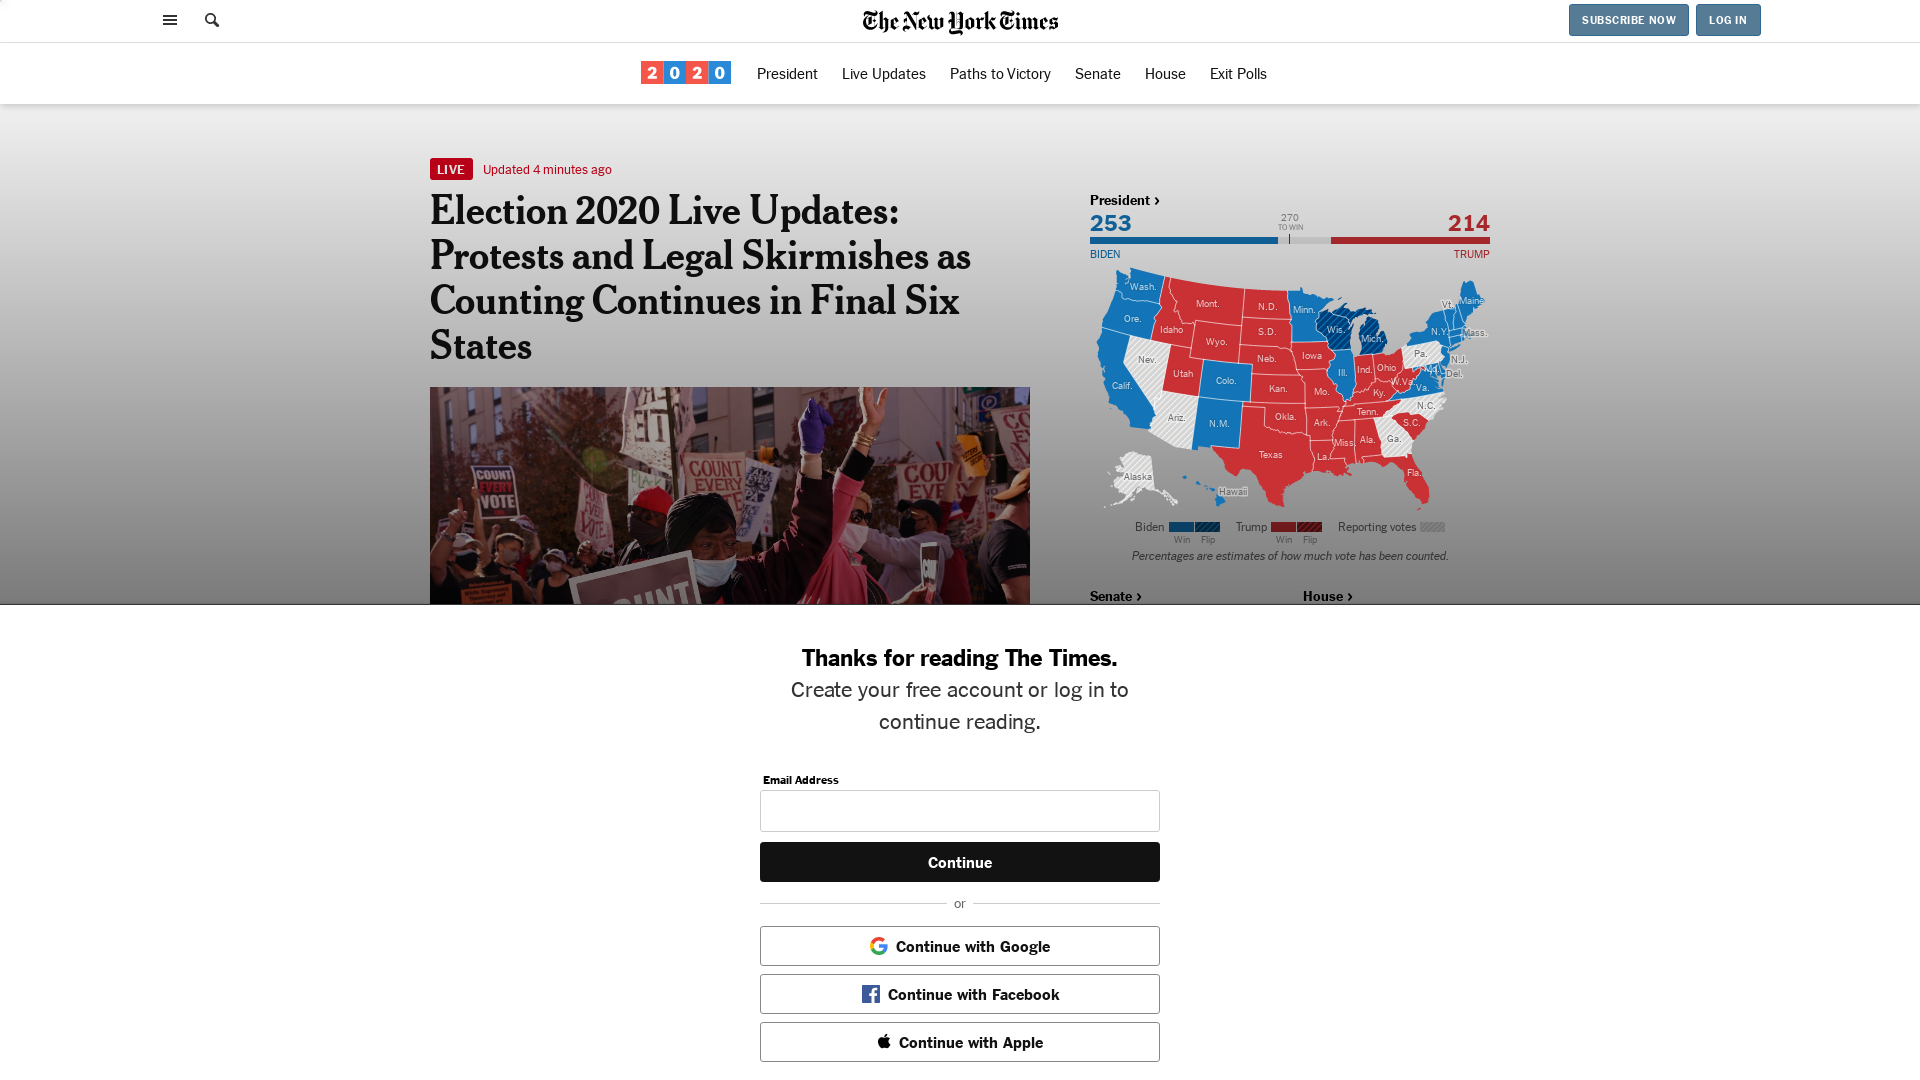 The New York Times
SUBSCRIBE NOW
LOG IN
2020
President
Live Updates
Paths to Victory
Senate
House
Exit Polls
LIVE
Updated 4 minutes ago
Election 2020 Live Updates:
Protests and Legal Skirmishes as
Counting Continues in Final Six
States
President ›
253
270
TO WIN
214
BIDEN
TRUMP
Wash.
Mont.
N.D.
Minn.
Vt.
Maine
Ore.
Idaho
S.D.
Wis.
Mich.
N.Y.
Mass.
Wyo.
Nev.
Neb.
Iowa
Pa.
N.J.
Utah
Colo.
Ill.
Ind.
Ohio
Md.
Del.
Calif.
Kan.
Mo.
Ky.
W.Va.
Va.
Ariz.
N.M.
Okla.
Ark.
Tenn.
N.C.
S.C.
Texas
La.
Miss.
Ala.
Ga.
Fla.
Alaska
Hawaii
Biden
Win
Flip
Trump
Win
Flip
Reporting votes
Percentages are estimates of how much vote has been counted.
COUNT
EVERY
VOTE
COUNT
EVERY
VOTE
COUNT
Senate ›
House ›
Thanks for reading The Times.
Create your free account or log in to
continue reading.
Email Address
Continue
or
Continue with Google
Continue with Facebook
Continue with Apple